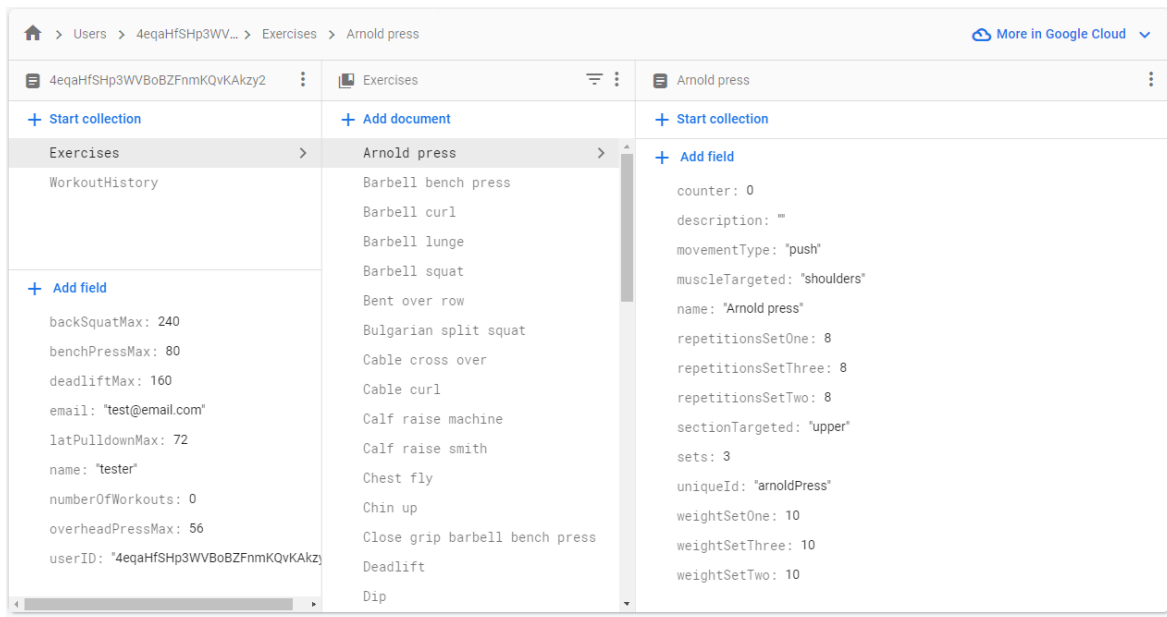 Users > 4eqaHfSHp3WV... > Exercises > Arnold press
More in Google Cloud
4eqaHfSHp3WVBoBZFnmKQvKAkzy2
Start collection
Exercises
WorkoutHistory
Add field
backSquatMax: 240
benchPressMax: 80
deadliftMax: 160
email: "test@email.com"
latPulldownMax: 72
name: "tester"
numberOfWorkouts: 0
overheadPressMax: 56
userID: "4eqaHfSHp3WVBoBZFnmKQvKAkzy
Exercises
Add document
Arnold press
Barbell bench press
Barbell curl
Barbell lunge
Barbell squat
Bent over row
Bulgarian split squat
Cable cross over
Cable curl
Calf raise machine
Calf raise smith
Chest fly
Chin up
Close grip barbell bench press
Deadlift
Dip
Arnold press
Start collection
Add field
counter: 0
description: ""
movementType: "push"
muscleTargeted: "shoulders"
name: "Arnold press"
repetitionsSetOne: 8
repetitionsSetThree: 8
repetitionsSetTwo: 8
sectionTargeted: "upper"
sets: 3
uniqueId: "arnoldPress"
weightSetOne: 10
weightSetThree: 10
weightSetTwo: 10